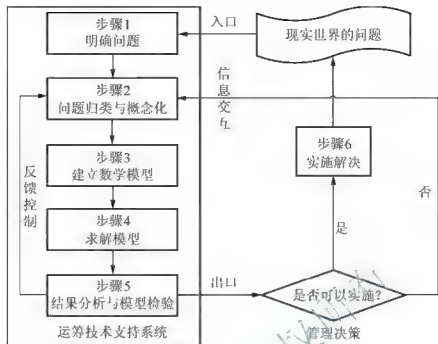 步骤1
明确问题
入口
现实世界的问题
步骤2
问题归类与概念化
信息交互
步骤3
建立数学模型
步骤6
实施解决
反馈控制
否
步骤4
求解模型
是
步骤5
结果分析与模型检验
出口
是否可以实施?
运筹技术支持系统
管理决策